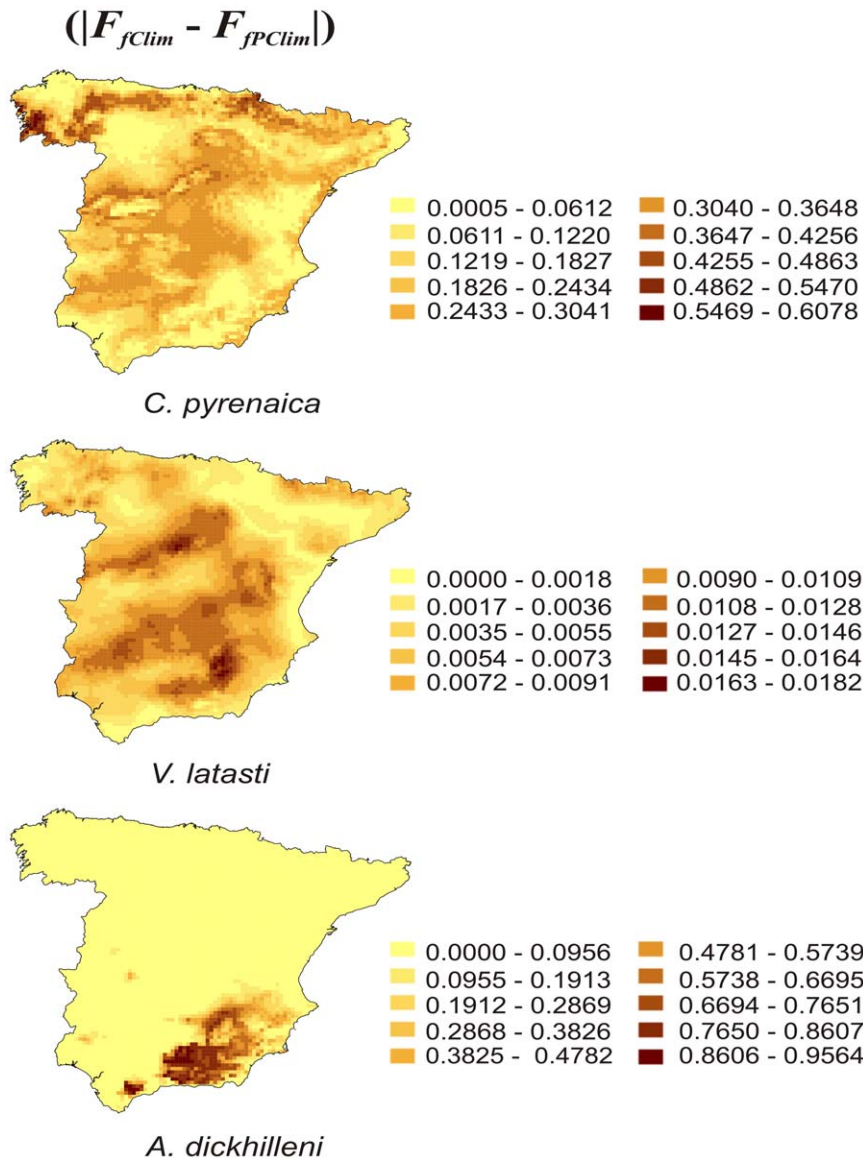 (|F_fClim - F_fPClim|)
0.0005 - 0.0612
0.0611 - 0.1220
0.1219 - 0.1827
0.1826 - 0.2434
0.2433 - 0.3041
0.3040 - 0.3648
0.3647 - 0.4256
0.4255 - 0.4863
0.4862 - 0.5470
0.5469 - 0.6078
C. pyrenaica
0.0000 - 0.0018
0.0017 - 0.0036
0.0035 - 0.0055
0.0054 - 0.0073
0.0072 - 0.0091
0.0090 - 0.0109
0.0108 - 0.0128
0.0127 - 0.0146
0.0145 - 0.0164
0.0163 - 0.0182
V. latasti
0.0000 - 0.0956
0.0955 - 0.1913
0.1912 - 0.2869
0.2868 - 0.3826
0.3825 - 0.4782
0.4781 - 0.5739
0.5738 - 0.6695
0.6694 - 0.7651
0.7650 - 0.8607
0.8606 - 0.9564
A. dickhilleni